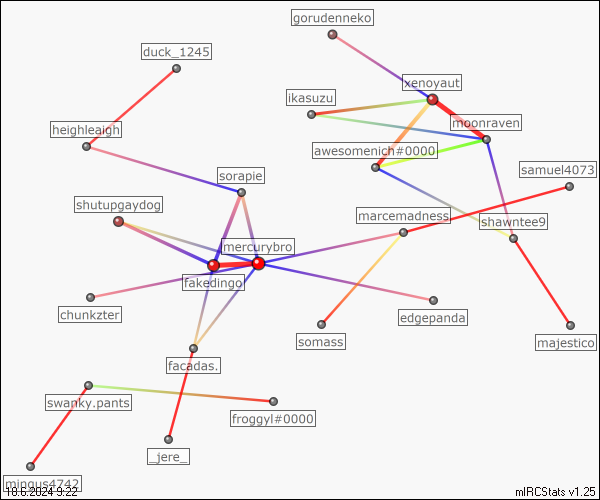 gorudenneko
duck_1245
xenoyaut
ikasuzu
moonraven
heighleaigh
awesomenich#0000
samuel4073
sorapie
shutupgaydog
marcemadness
shawntee9
mercurybro
fakedingo
chunkzter
edgepanda
somass
majestico
facadas.
swanky.pants
froggyl#0000
_jere_
mingus4742
10.6.2024 9:22
mIRCStats v1.25